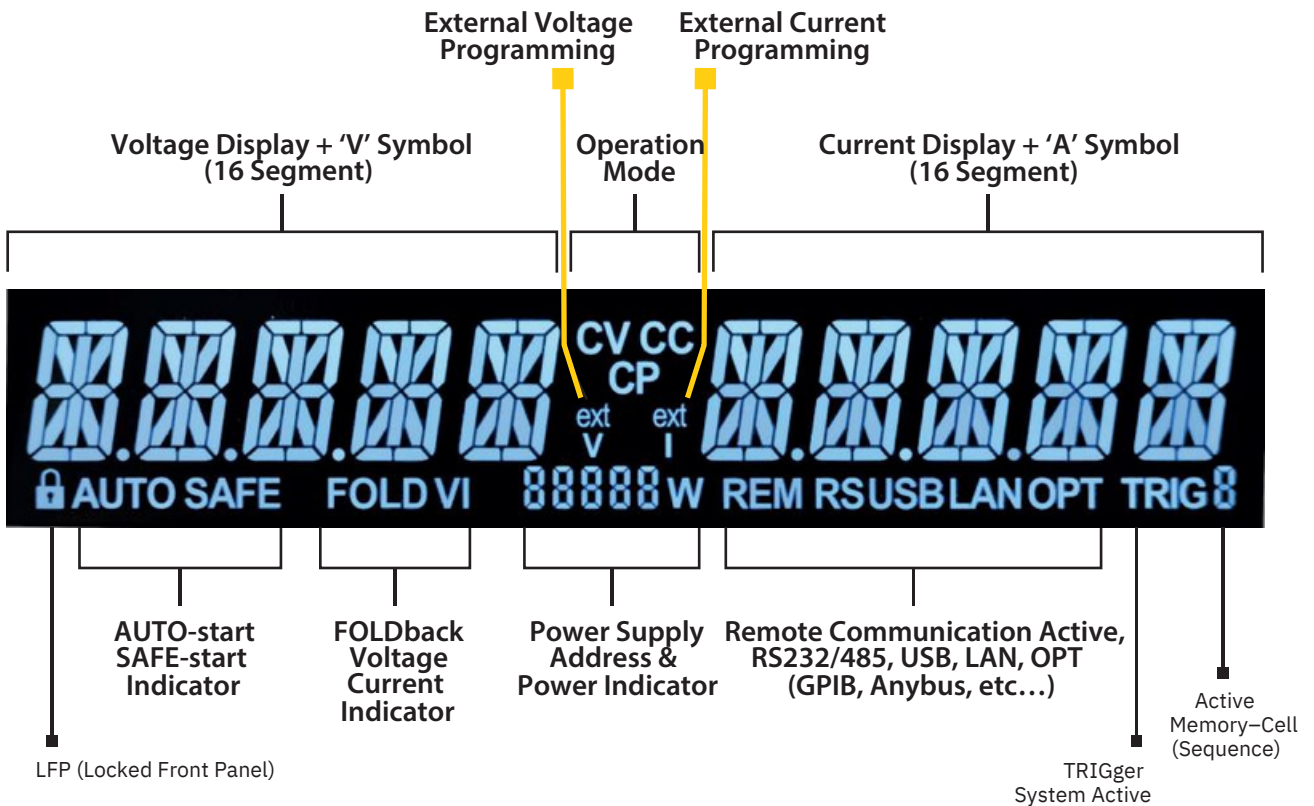 External Voltage
Programming
External Current
Programming
Voltage Display + ‘V’ Symbol
(16 Segment)
Operation
Mode
Current Display + ‘A’ Symbol
(16 Segment)
CV CC
CP
ext
V
ext
I
AUTO SAFE
FOLD VI
88888 W
REM RS USB LAN OPT
TRIG 8
AUTO-start
SAFE-start
Indicator
FOLDback
Voltage
Current
Indicator
Power Supply
Address &
Power Indicator
Remote Communication Active,
RS232/485, USB, LAN, OPT
(GPIB, Anybus, etc…)
Active
Memory–Cell
(Sequence)
LFP (Locked Front Panel)
TRIGger
System Active